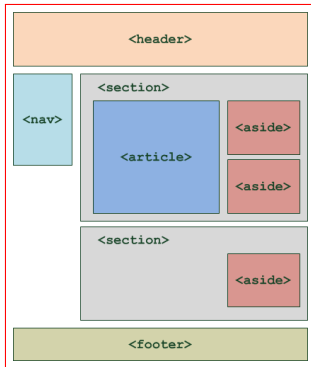 <header>
<nav>
<section>
<article>
<aside>
<aside>
<section>
<aside>
<footer>